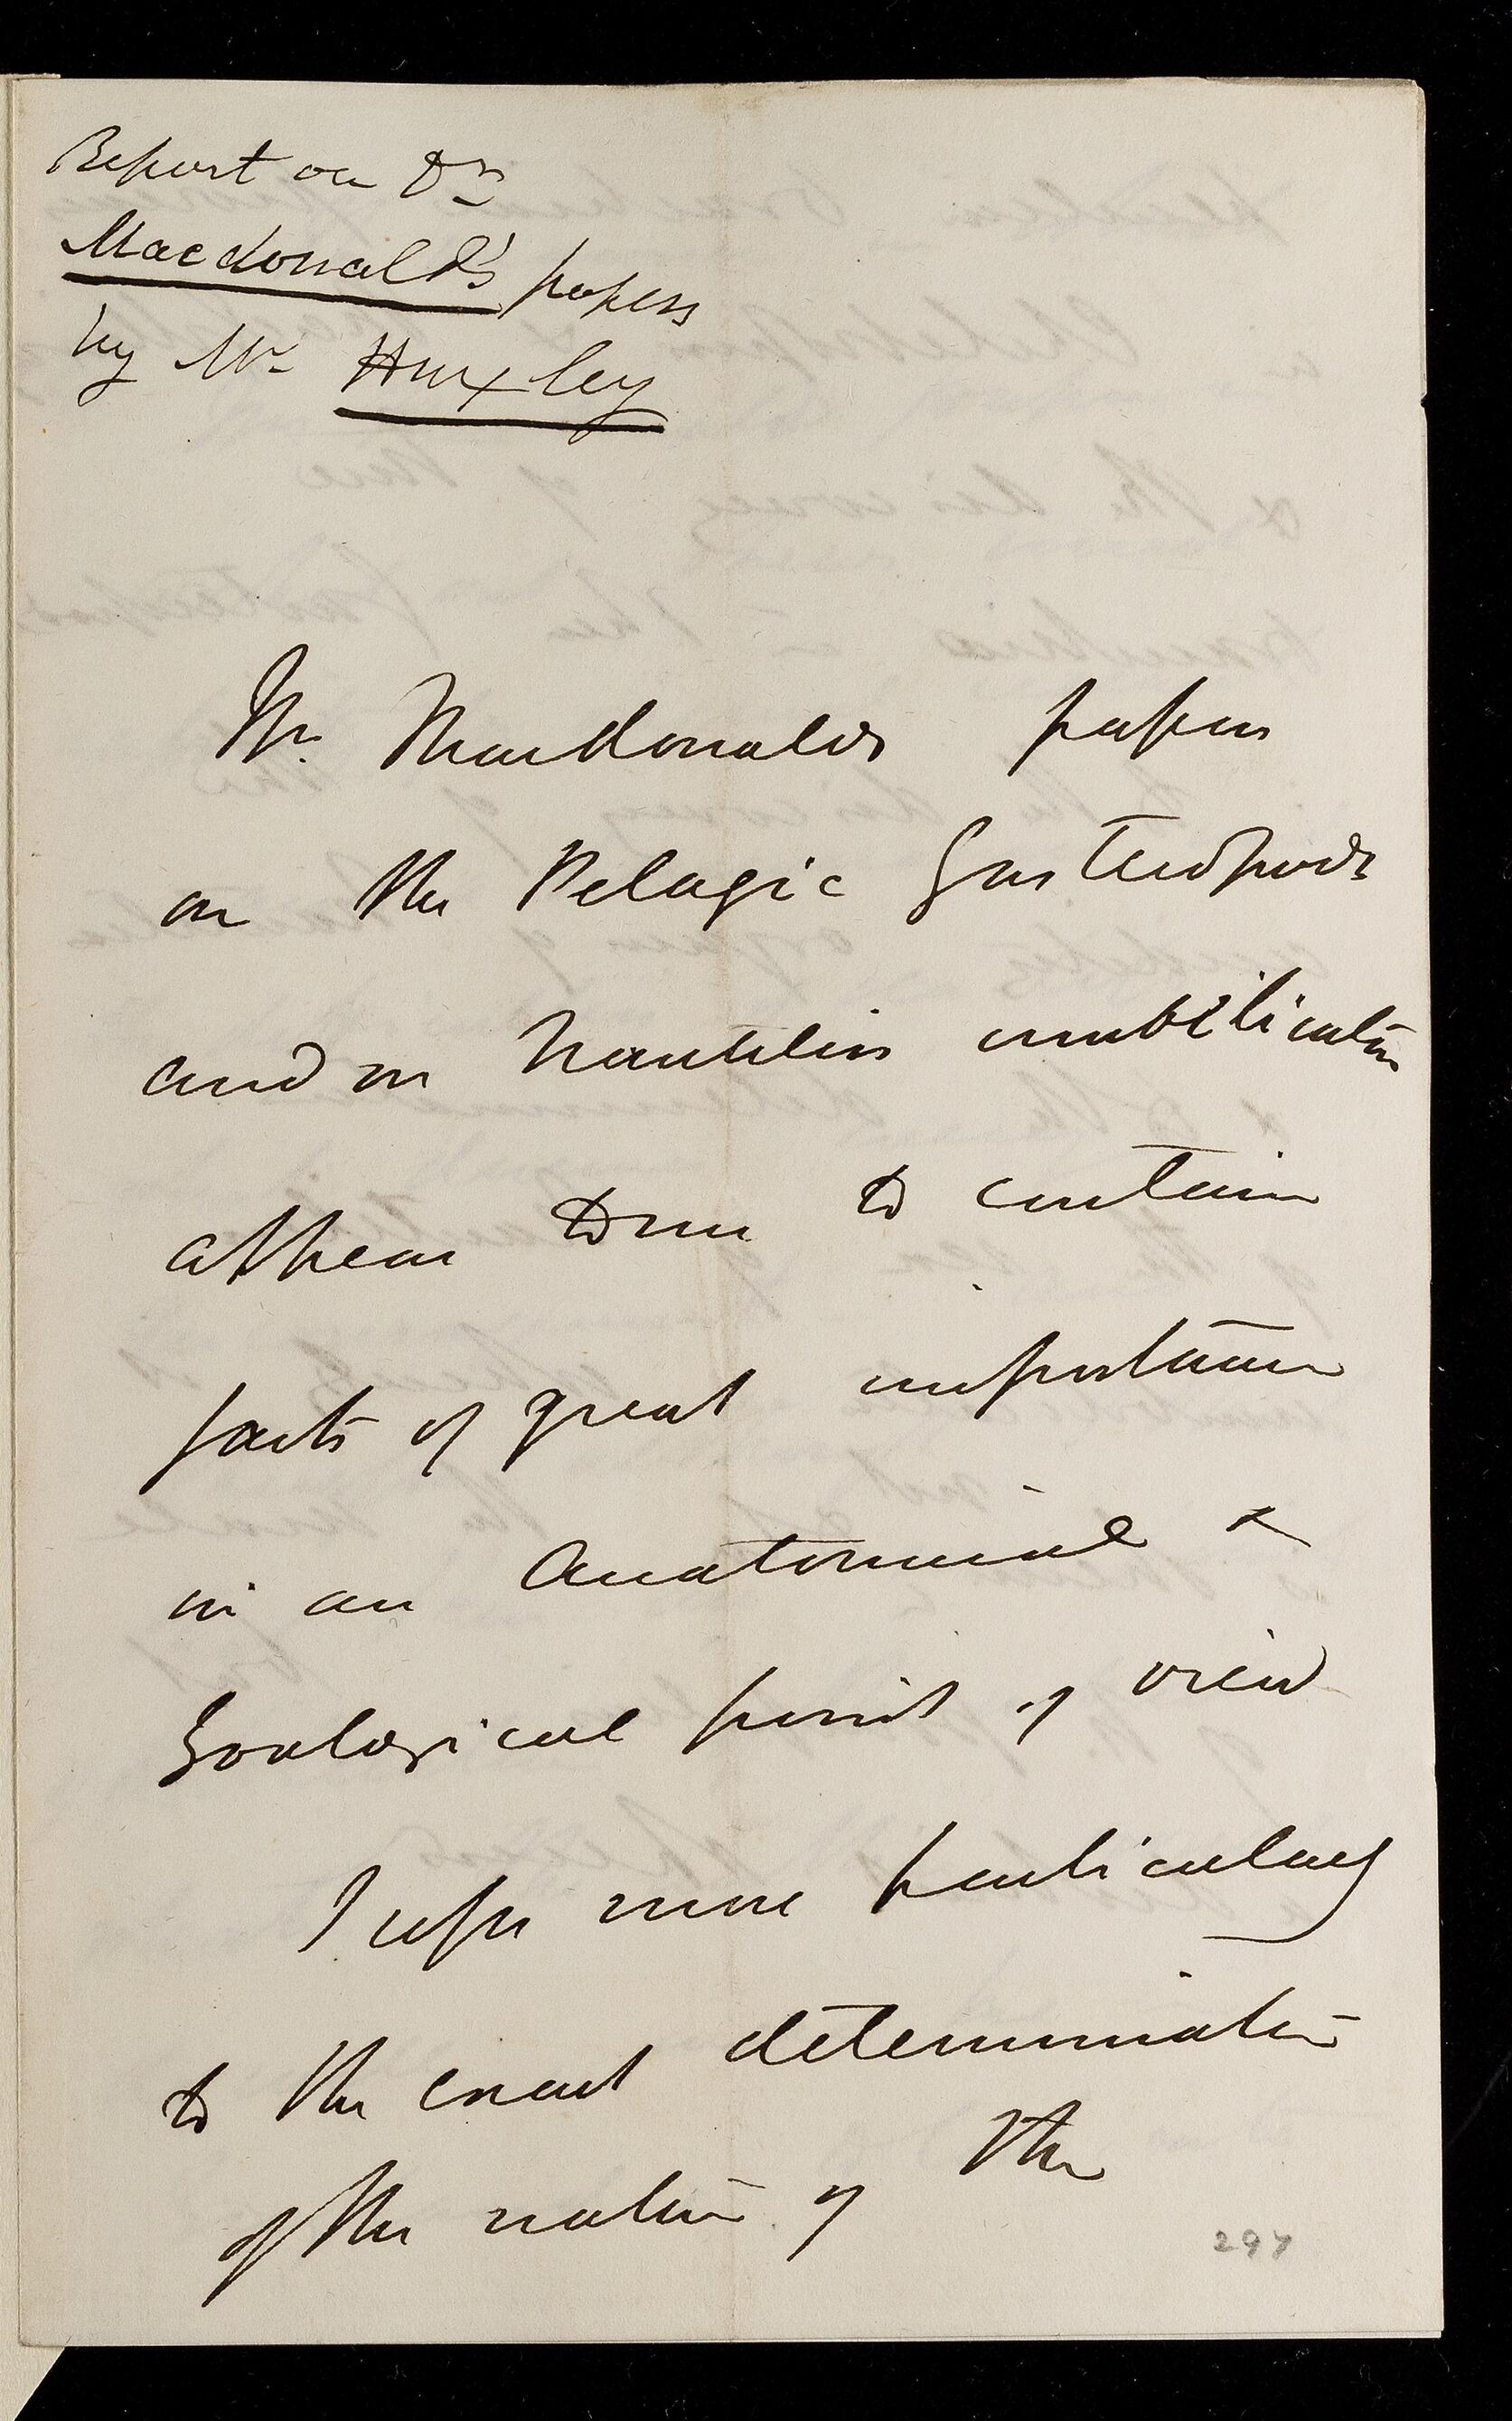 Report on Dr
Macdonald's papers
by Mr Huxley
Mr. Macdonalds papers
on the Pelagic Gasteropods
and on Nautilus umbilicatus
appear to me to contain
facts of great importance
in an Anatomical &
Zoological point of view
I refer more particularly
to the exact determination
of the nature of the
297